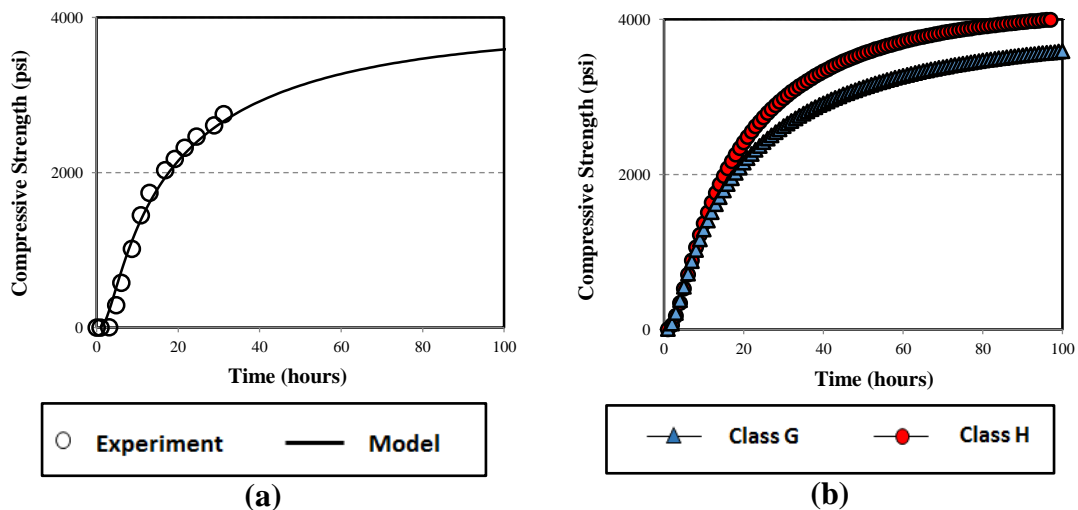 4000
2000
0
0
20
40
60
80
100
Compressive Strength (psi)
Time (hours)
Experiment
Model
(a)
4000
2000
0
0
20
40
60
80
100
Compressive Strength (psi)
Time (hours)
Class G
Class H
(b)